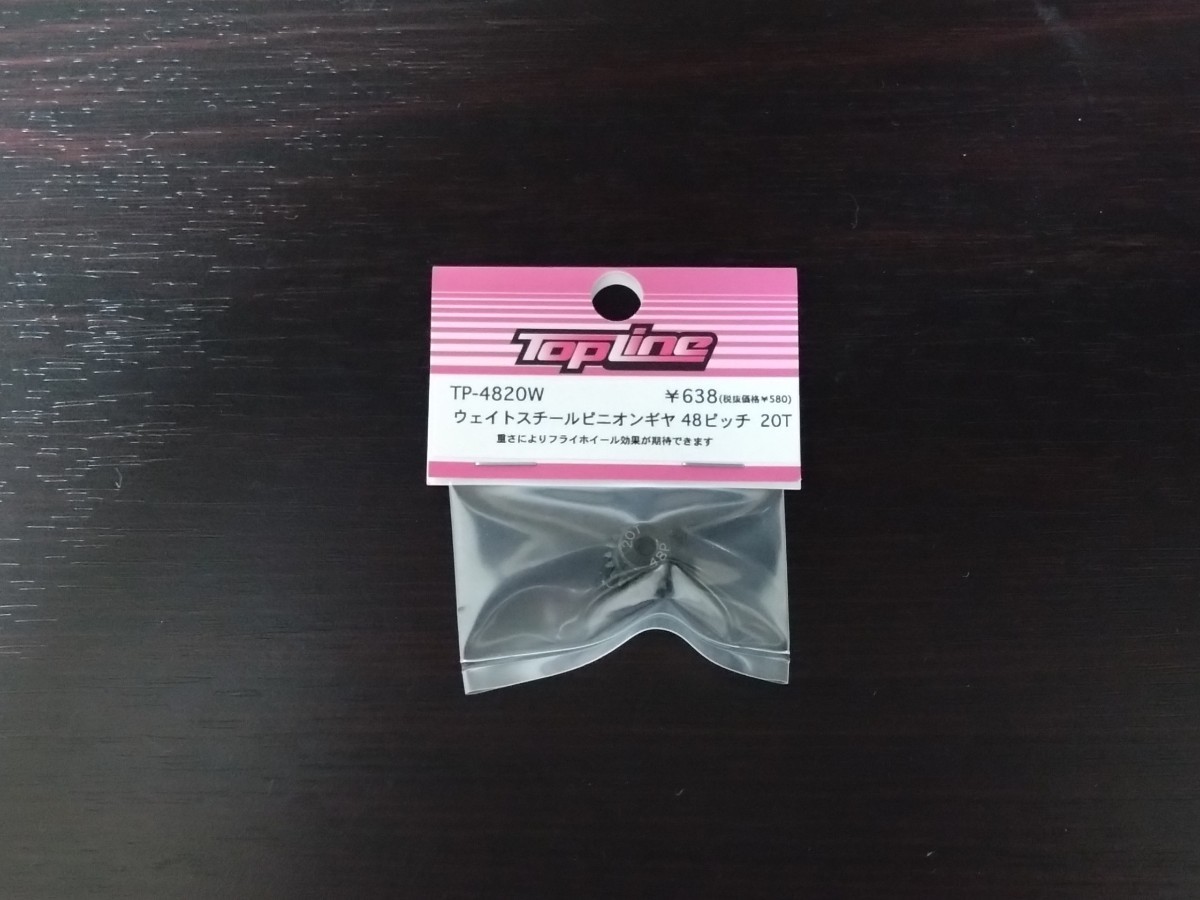 TopLine
TP-4820W ¥638(税抜価格¥580)
ウェイトスチールピニオンギヤ 48ピッチ 20T
重さによりフライホイール効果が期待できます
20T
48P